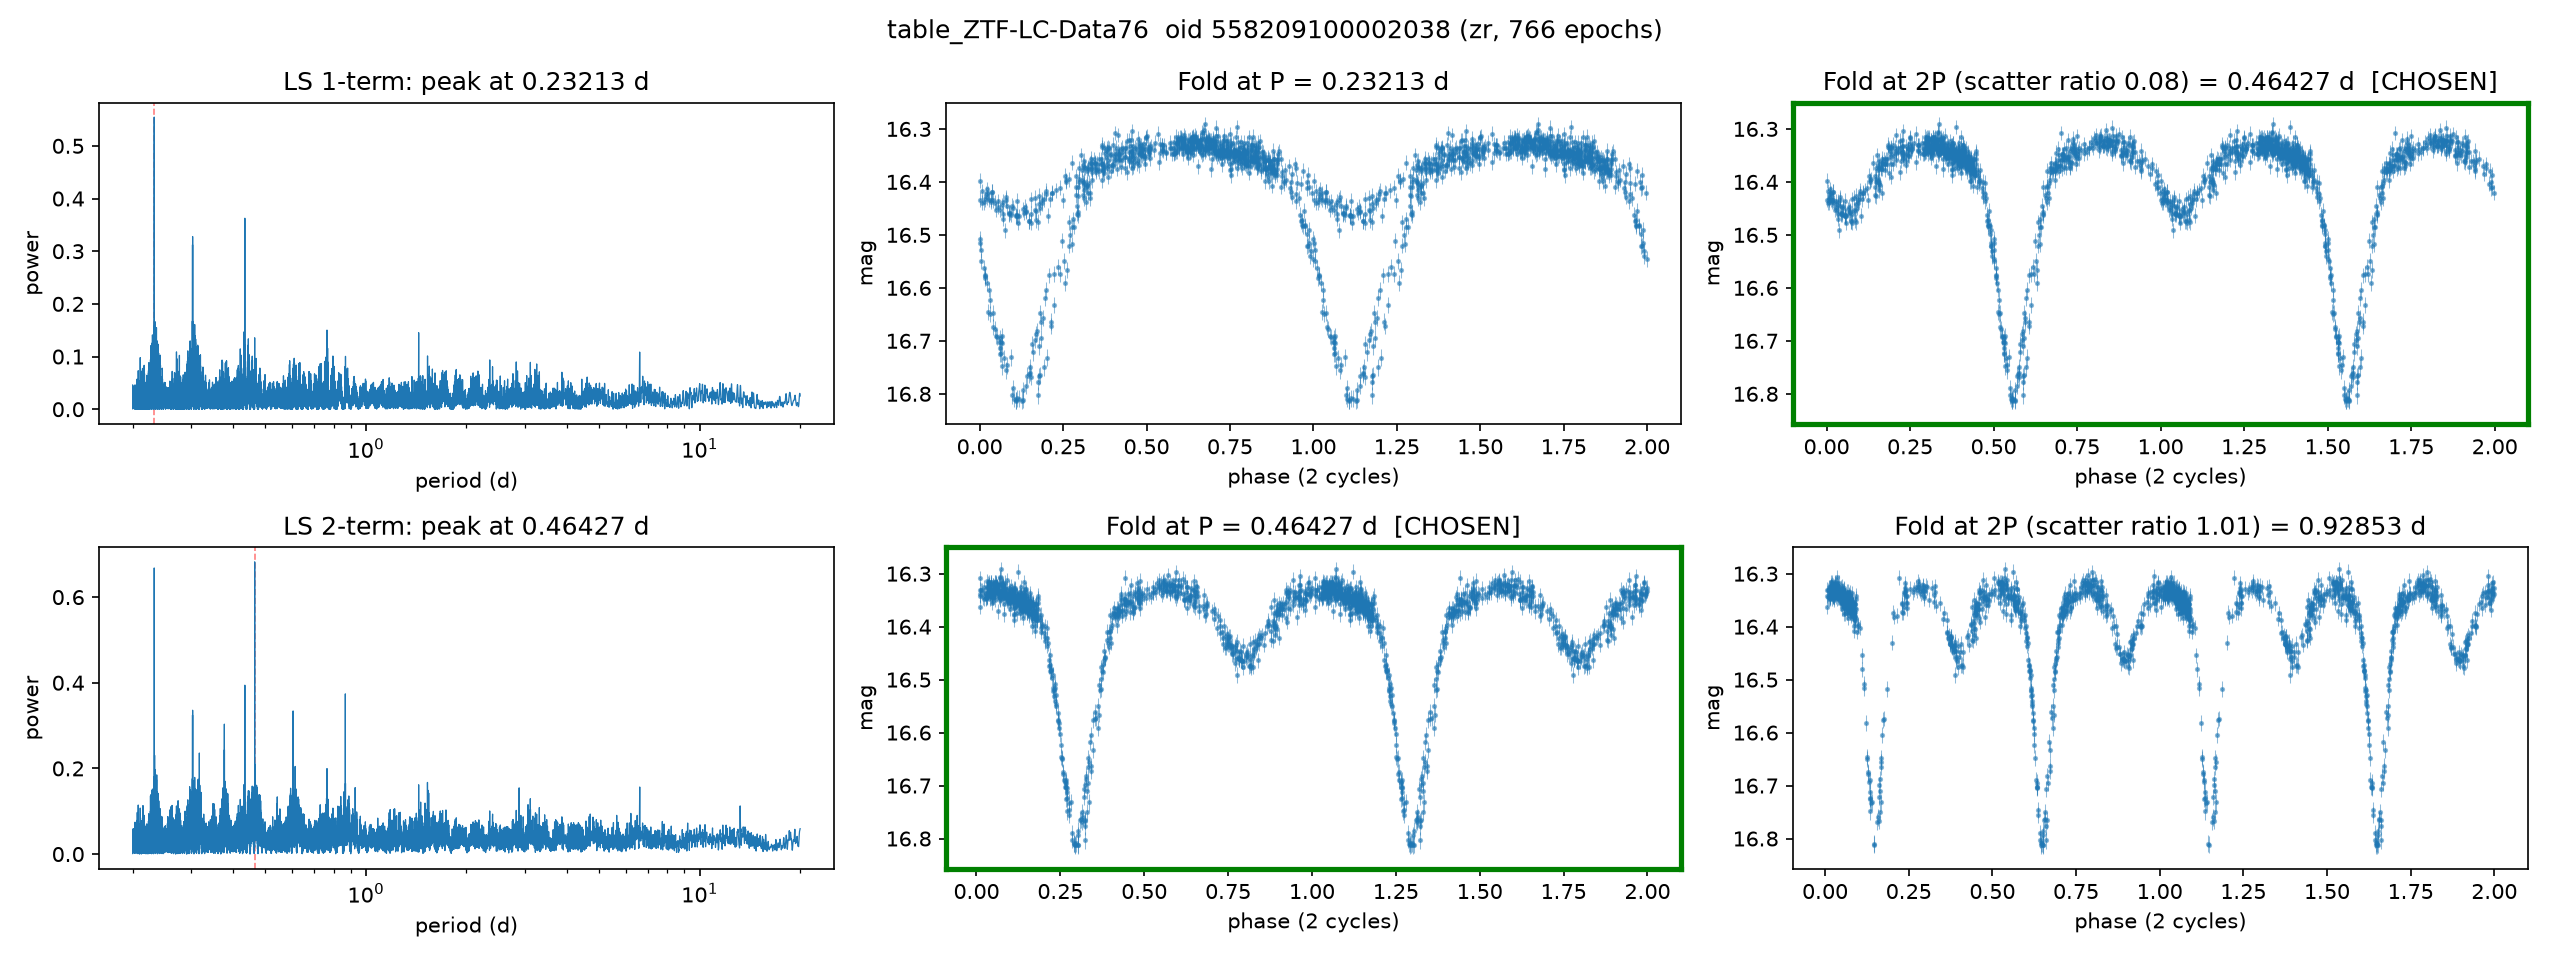 table_ZTF-LC-Data76  oid 558209100002038 (zr, 766 epochs)
LS 1-term: peak at 0.23213 d
power
0.5
0.4
0.3
0.2
0.1
0.0
10⁰
10¹
period (d)
Fold at P = 0.23213 d
mag
16.3
16.4
16.5
16.6
16.7
16.8
0.00 0.25 0.50 0.75 1.00 1.25 1.50 1.75 2.00
phase (2 cycles)
Fold at 2P (scatter ratio 0.08) = 0.46427 d  [CHOSEN]
mag
16.3
16.4
16.5
16.6
16.7
16.8
0.00 0.25 0.50 0.75 1.00 1.25 1.50 1.75 2.00
phase (2 cycles)
LS 2-term: peak at 0.46427 d
power
0.6
0.4
0.2
0.0
10⁰
10¹
period (d)
Fold at P = 0.46427 d  [CHOSEN]
mag
16.3
16.4
16.5
16.6
16.7
16.8
0.00 0.25 0.50 0.75 1.00 1.25 1.50 1.75 2.00
phase (2 cycles)
Fold at 2P (scatter ratio 1.01) = 0.92853 d
mag
16.3
16.4
16.5
16.6
16.7
16.8
0.00 0.25 0.50 0.75 1.00 1.25 1.50 1.75 2.00
phase (2 cycles)